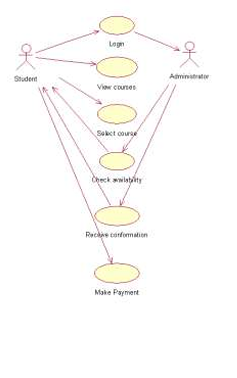 Login
Student
Administrator
View courses
Select course
Check availability
Receive conformation
Make Payment